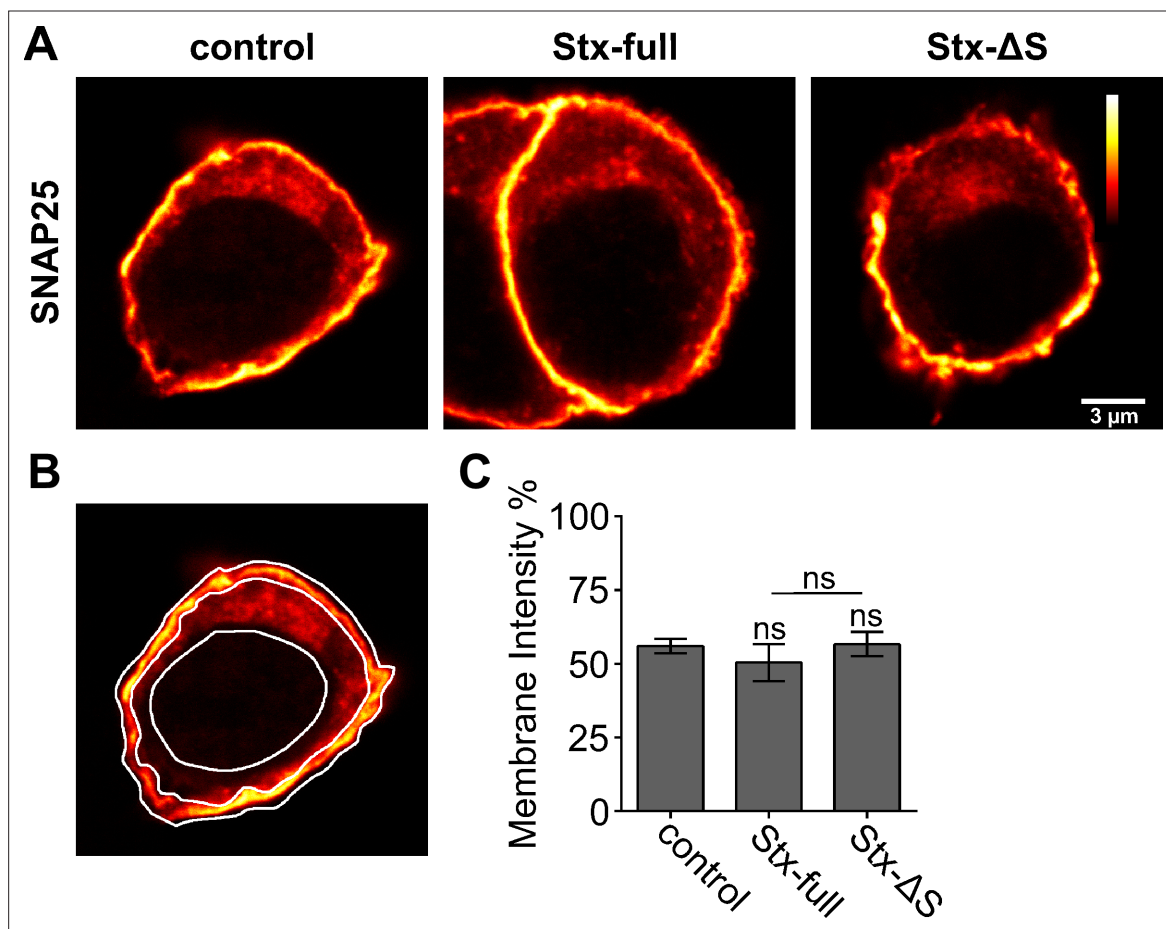 A
control
Stx-full
Stx-ΔS
SNAP25
3 µm
B
C
Membrane Intensity %
100
75
50
25
0
ns
ns
ns
control
Stx-full
Stx-ΔS